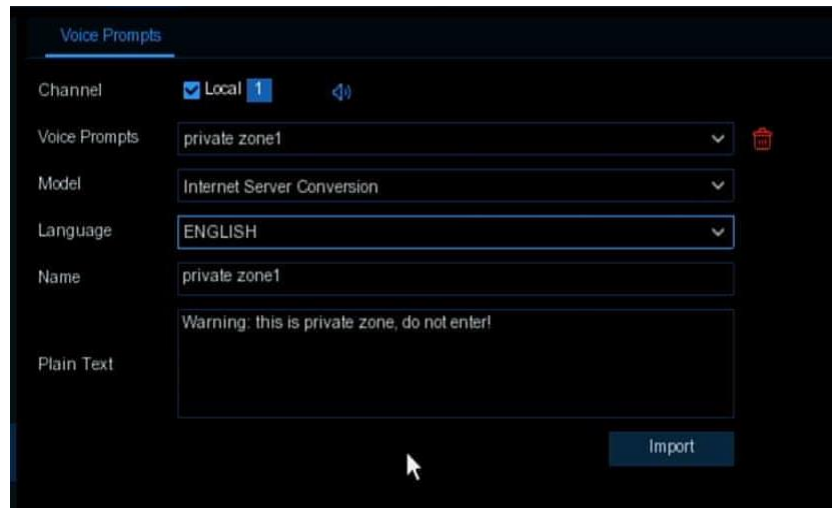 Voice Prompts
Channel Local 1
Voice Prompts private zone1
Model Internet Server Conversion
Language ENGLISH
Name private zone1
Warning: this is private zone, do not enter!
Plain Text
Import